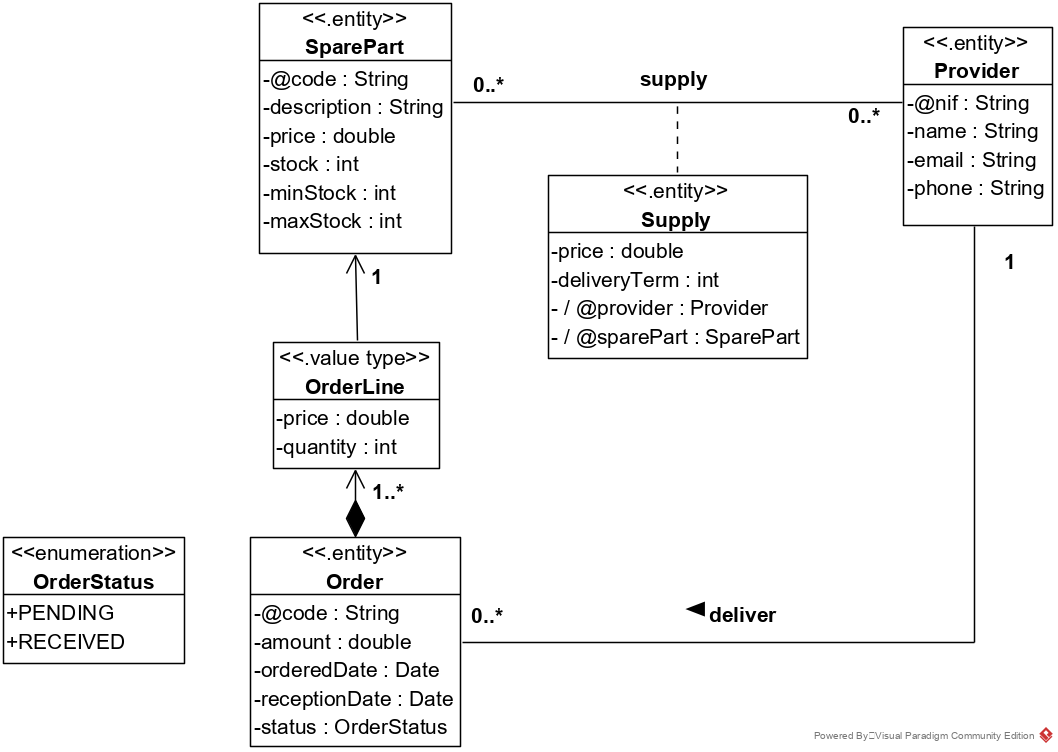 <<.entity>>
SparePart
-@code : String
-description : String
-price : double
-stock : int
-minStock : int
-maxStock : int
0..*
supply
0..*
<<.entity>>
Provider
-@nif : String
-name : String
-email : String
-phone : String
<<.entity>>
Supply
-price : double
-deliveryTerm : int
- / @provider : Provider
- / @sparePart : SparePart
1
1
<<.value type>>
OrderLine
-price : double
-quantity : int
1..*
<<enumeration>>
OrderStatus
+PENDING
+RECEIVED
<<.entity>>
Order
-@code : String
-amount : double
-orderedDate : Date
-receptionDate : Date
-status : OrderStatus
0..*
deliver
Powered By Visual Paradigm Community Edition